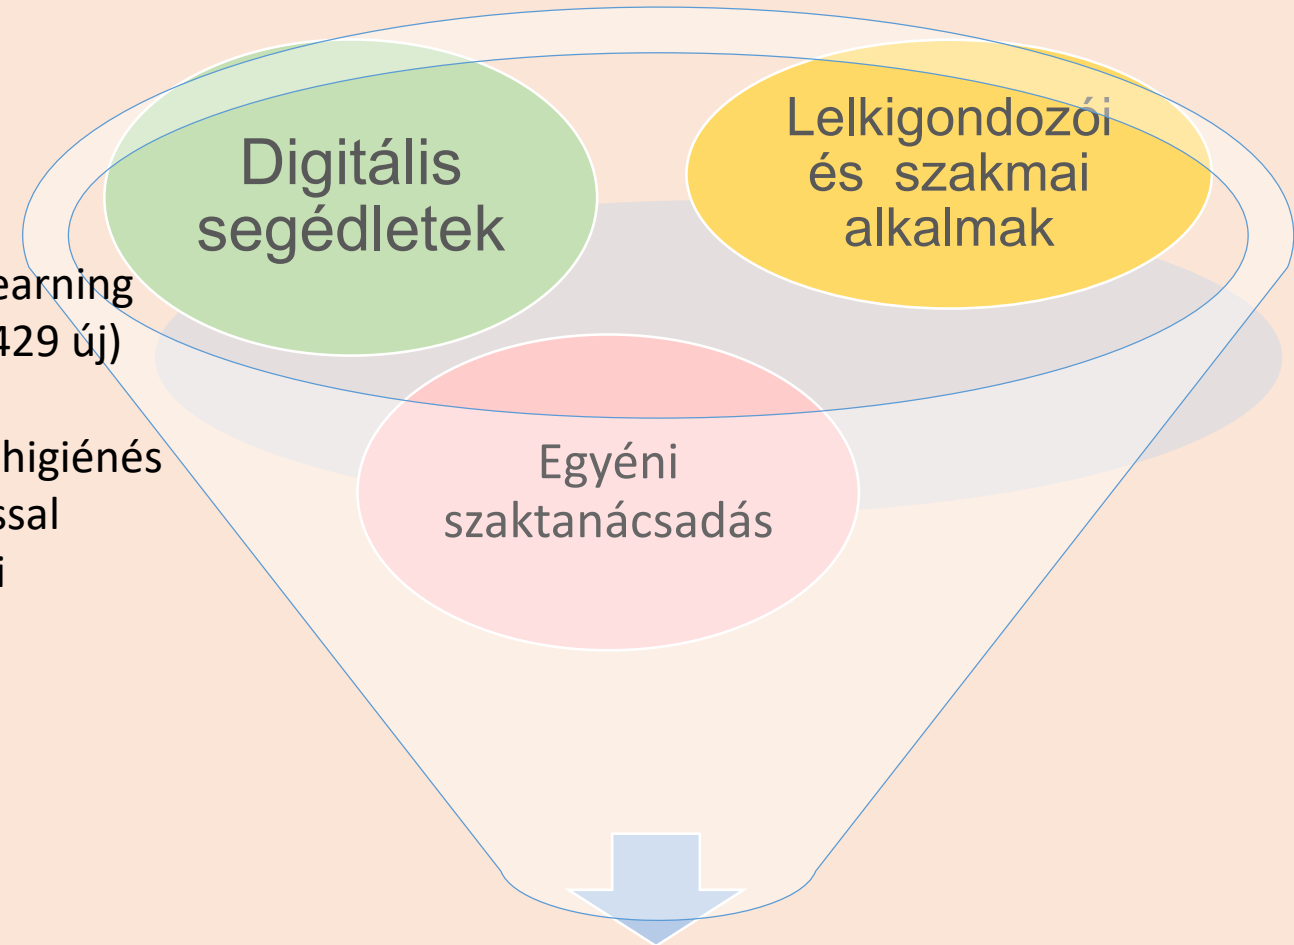 Digitális
segédletek
Lelkigondozói
és szakmai
alkalmak
earning
429 új)
higiénés
ssal
i
Egyéni
szaktanácsadás